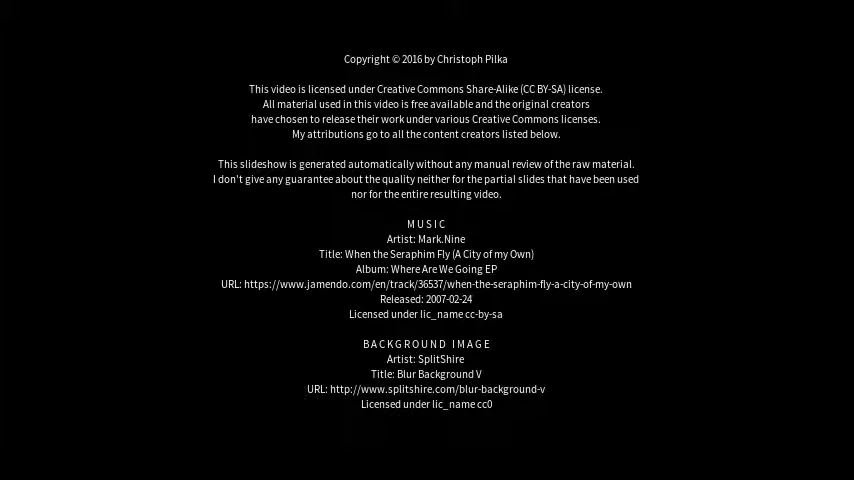 Copyright © 2016 by Christoph Pilka
This video is licensed under Creative Commons Share-Alike (CC BY-SA) license.
All material used in this video is free available and the original creators
have chosen to release their work under various Creative Commons licenses.
My attributions go to all the content creators listed below.
This slideshow is generated automatically without any manual review of the raw material.
I don't give any guarantee about the quality neither for the partial slides that have been used
nor for the entire resulting video.
MUSIC
Artist: Mark.Nine
Title: When the Seraphim Fly (A City of my Own)
Album: Where Are We Going EP
URL: https://www.jamendo.com/en/track/36537/when-the-seraphim-fly-a-city-of-my-own
Released: 2007-02-24
Licensed under lic_name cc-by-sa
BACKGROUND IMAGE
Artist: SplitShire
Title: Blur Background V
URL: http://www.splitshire.com/blur-background-v
Licensed under lic_name cc0